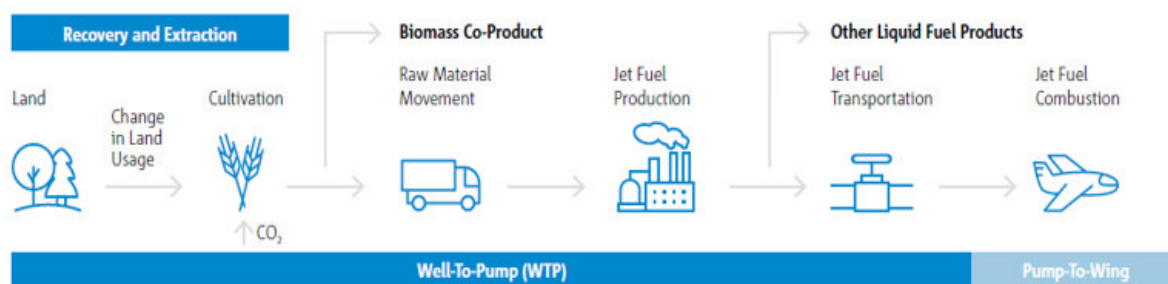 Recovery and Extraction
Biomass Co-Product
Other Liquid Fuel Products
Land
Change
in Land
Usage
Cultivation
Raw Material
Movement
Jet Fuel
Production
Jet Fuel
Transportation
Jet Fuel
Combustion
CO₂
Well-To-Pump (WTP)
Pump-To-Wing